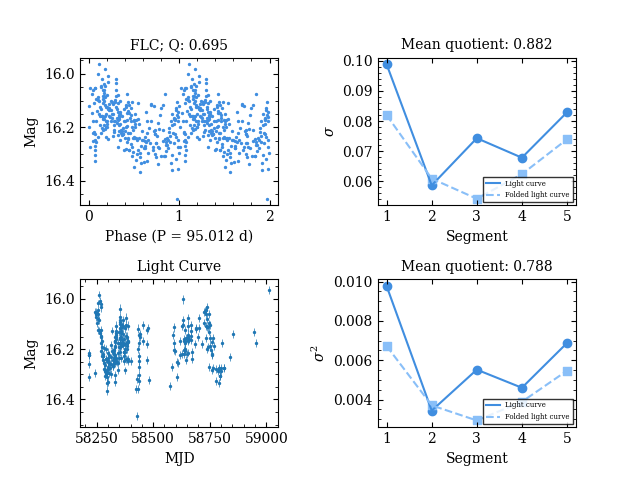 FLC; Q: 0.695
Mag
16.0
16.2
16.4
0 1 2
Phase (P = 95.012 d)
Mean quotient: 0.882
σ
0.10
0.09
0.08
0.07
0.06
Light curve
Folded light curve
1 2 3 4 5
Segment
Light Curve
Mag
16.0
16.2
16.4
58250 58500 58750 59000
MJD
Mean quotient: 0.788
σ²
0.010
0.008
0.006
0.004
Light curve
Folded light curve
1 2 3 4 5
Segment